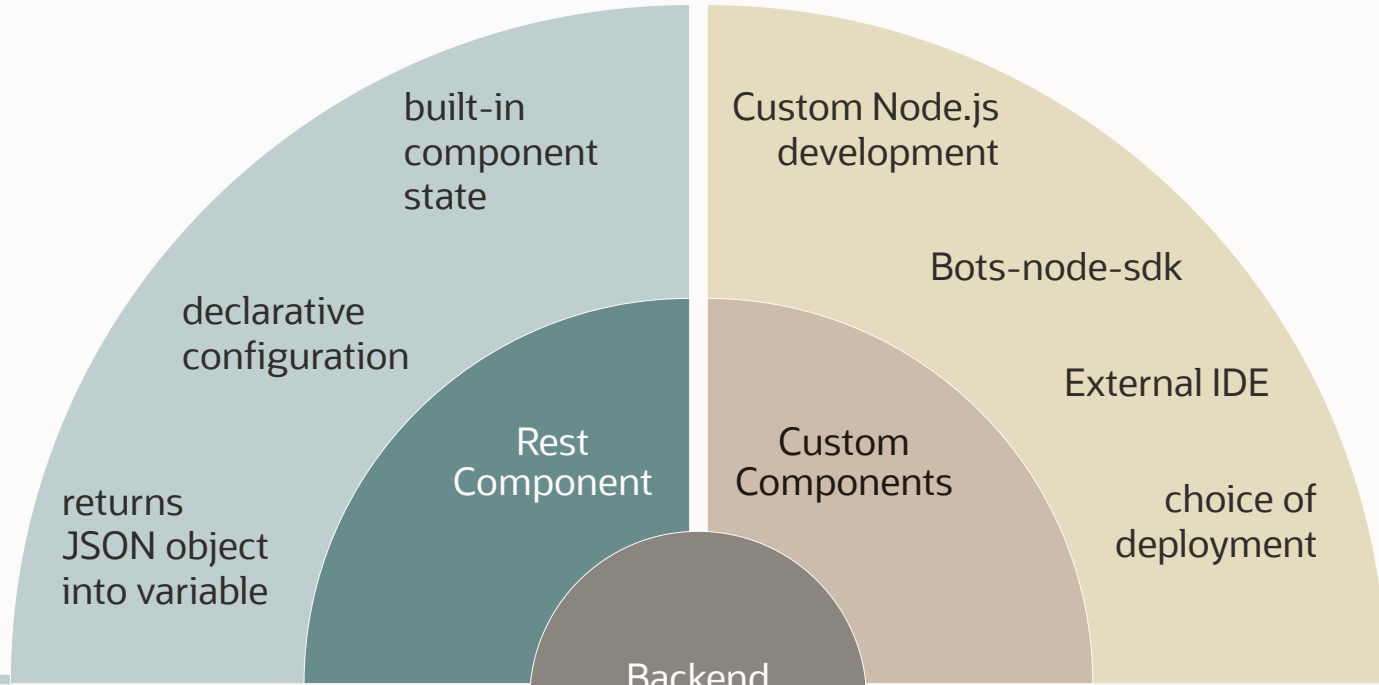 built-in
component
state
declarative
configuration
returns
JSON object
into variable
Rest
Component
Custom Node.js
development
Bots-node-sdk
External IDE
choice of
deployment
Custom
Components
Backend